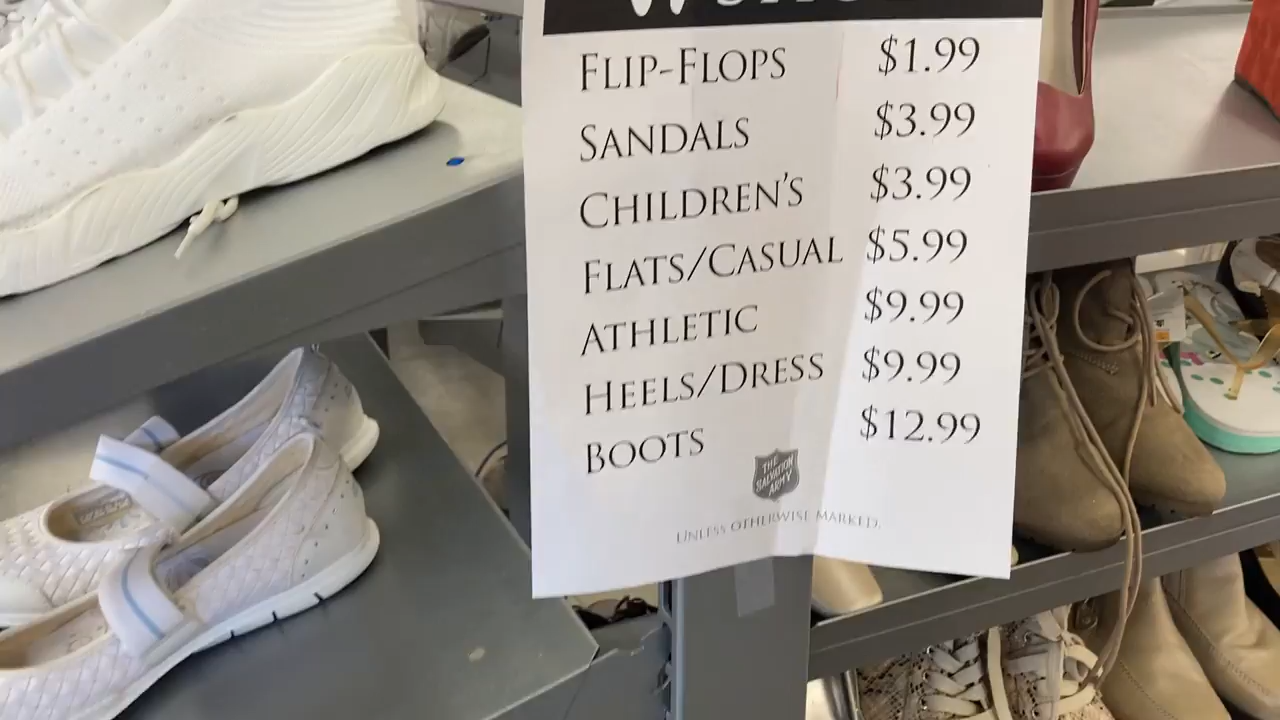 FLIP-FLOPS $1.99
SANDALS $3.99
CHILDREN'S $3.99
FLATS/CASUAL $5.99
ATHLETIC $9.99
HEELS/DRESS $9.99
BOOTS $12.99
THE
SALVATION
ARMY
UNLESS OTHERWISE MARKED.